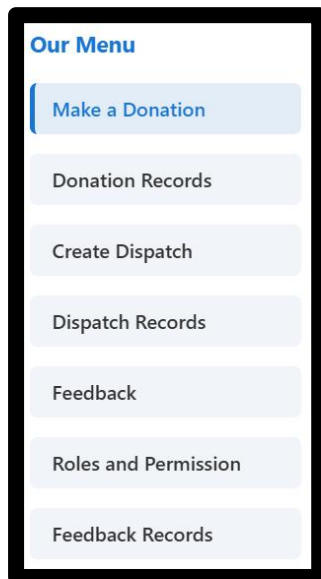 Our Menu
Make a Donation
Donation Records
Create Dispatch
Dispatch Records
Feedback
Roles and Permission
Feedback Records